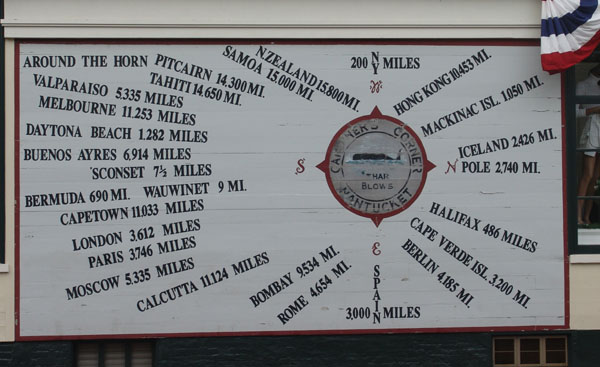 AROUND THE HORN PITCAIRN 14,300 MI.
TAHITI 14,650 MI.
SAMOA 15,000 MI.
N.ZEALAND 15,800 MI.
VALPARAISO 5,335 MILES
MELBOURNE 11,253 MILES
DAYTONA BEACH 1,282 MILES
BUENOS AYRES 6,914 MILES
'SCONSET 7½ MILES
BERMUDA 690 MI. WAUWINET 9 MI.
CAPETOWN 11,033 MILES
LONDON 3,612 MILES
PARIS 3,746 MILES
MOSCOW 5,335 MILES
CALCUTTA 11,124 MILES
BOMBAY 9,534 MI.
ROME 4,654 MI.
200 NY MILES
W
HONG KONG 10,453 MI.
MACKINAC ISL. 1,050 MI.
ICELAND 2,426 MI.
N POLE 2,740 MI.
S
CORNER
THAR
BLOWS
NANTUCKET
E
HALIFAX 486 MILES
CAPE VERDE ISL. 3,200 MI.
BERLIN 4,185 MI.
SPAIN
3,000 MILES